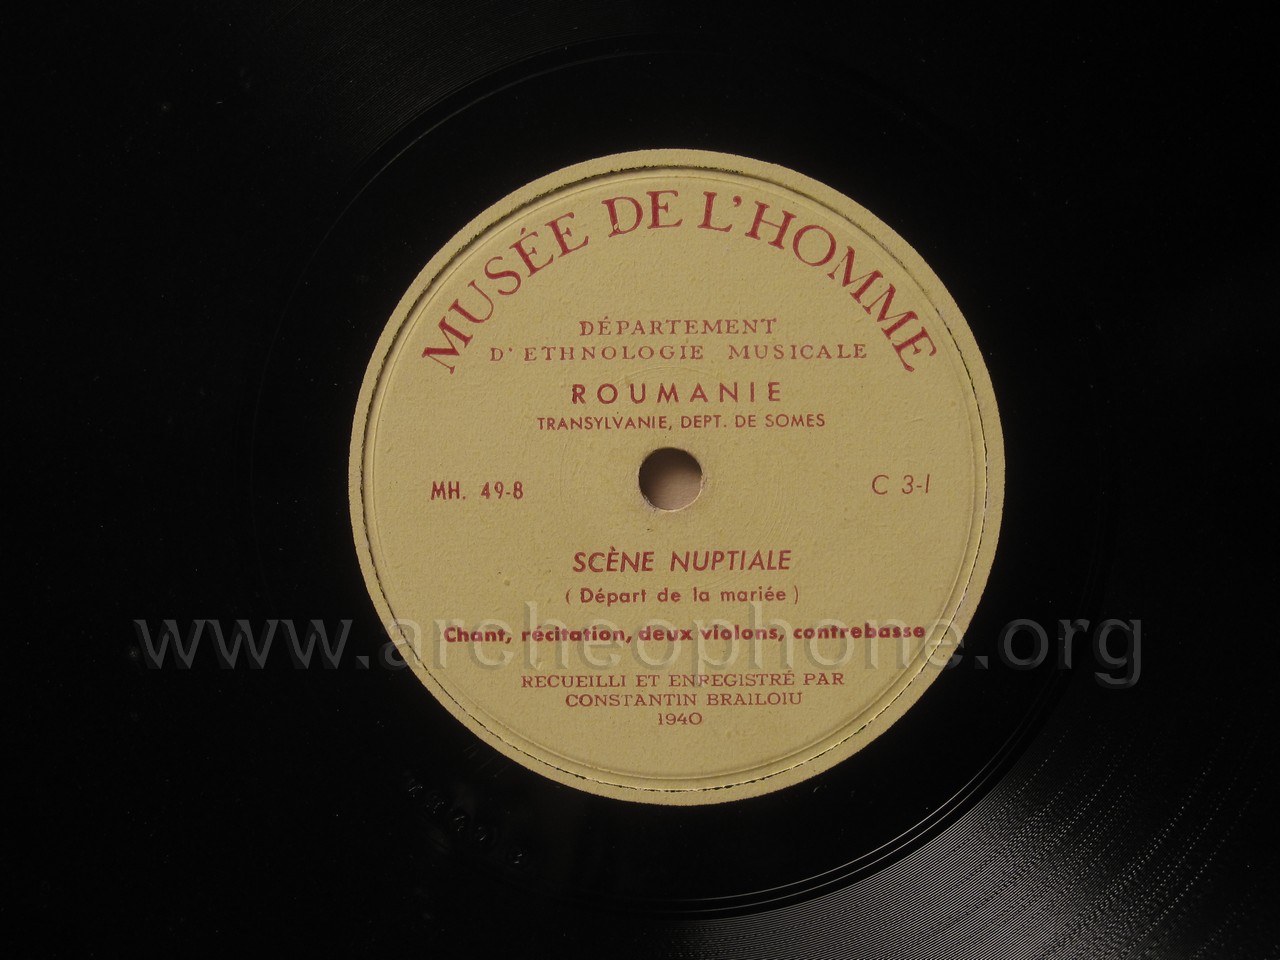 MUSÉE DE L'HOMME
DÉPARTEMENT
D'ETHNOLOGIE MUSICALE
ROUMANIE
TRANSYLVANIE, DEPT. DE SOMES
MH. 49-8
C 3-1
SCÈNE NUPTIALE
( Départ de la mariée )
Chant, récitation, deux violons, contrebasse
www.archeophone.org
RECUEILLI ET ENREGISTRÉ PAR
CONSTANTIN BRAILOIU
1940